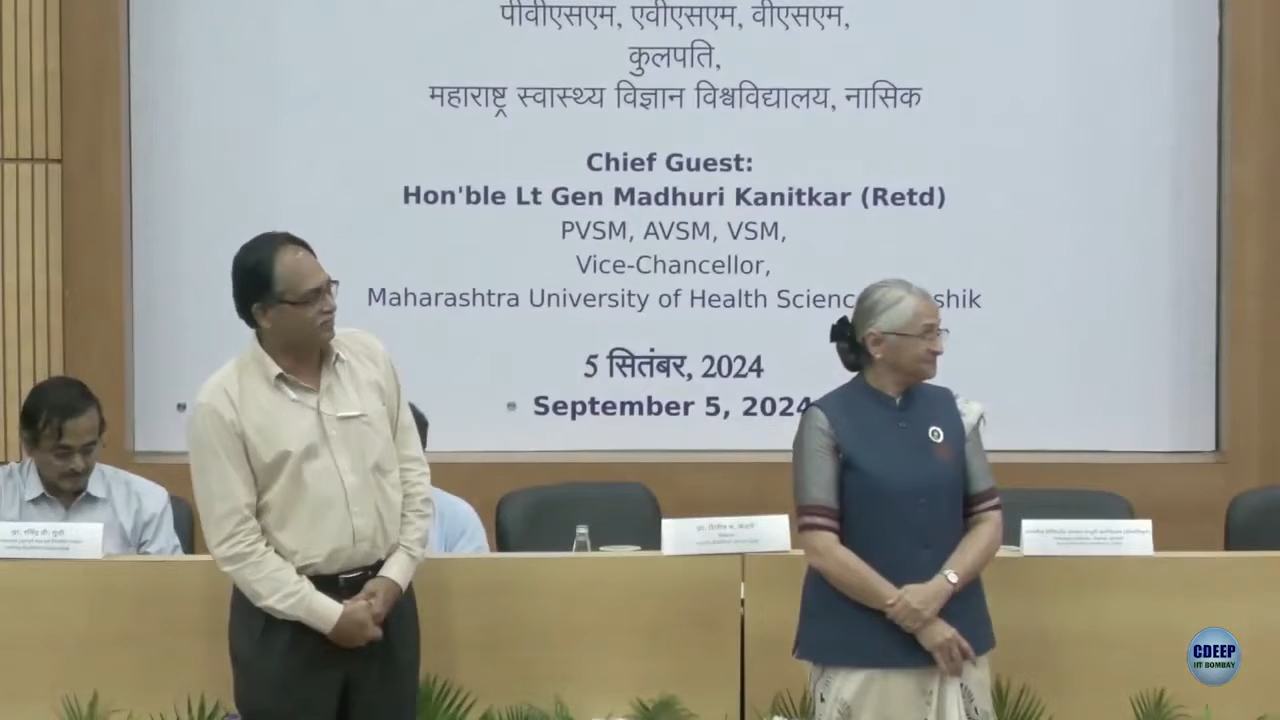 पीवीएसएम, एवीएसएम, वीएसएम,
कुलपति,
महाराष्ट्र स्वास्थ्य विज्ञान विश्वविद्यालय, नासिक
Chief Guest:
Hon'ble Lt Gen Madhuri Kanitkar (Retd)
PVSM, AVSM, VSM,
Vice-Chancellor,
Maharashtra University of Health Scienc shik
5 सितंबर, 2024
September 5, 2024
CDEEP
IIT BOMBAY